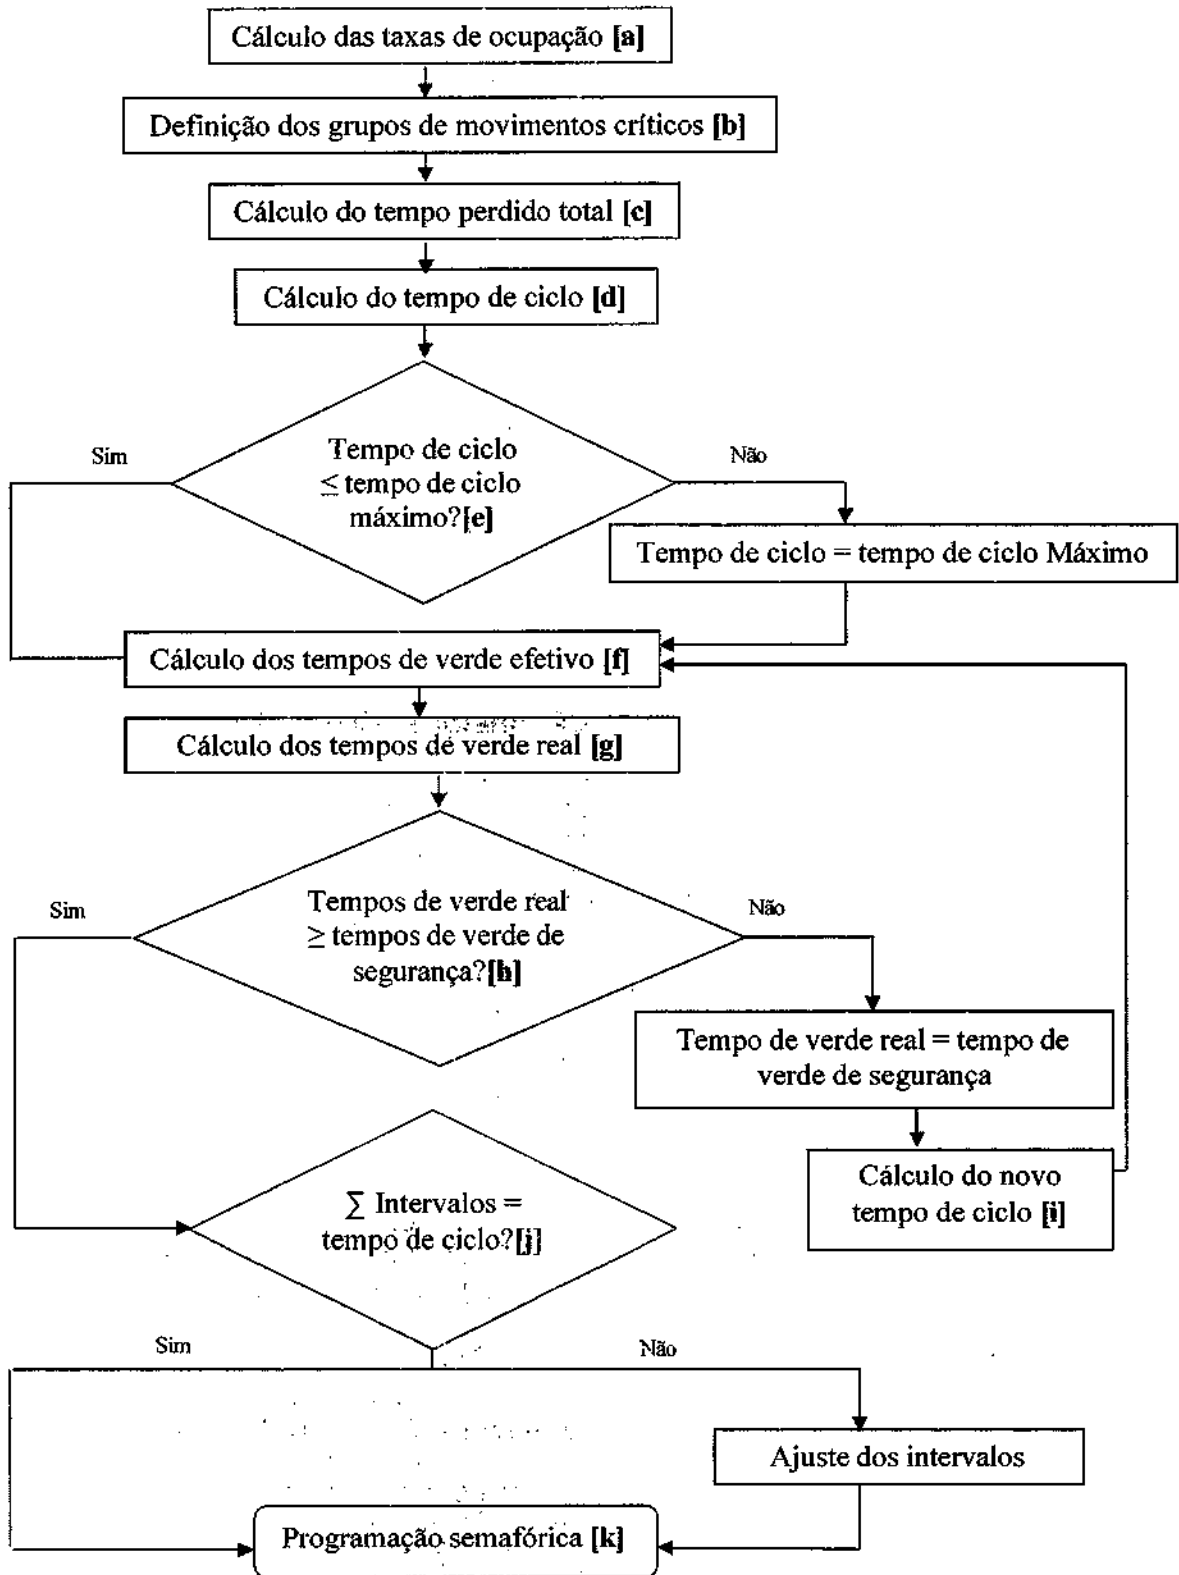 Cálculo das taxas de ocupação [a]
Definição dos grupos de movimentos críticos [b]
Cálculo do tempo perdido total [c]
Cálculo do tempo de ciclo [d]
Sim
Tempo de ciclo
≤ tempo de ciclo
máximo?[e]
Não
Tempo de ciclo = tempo de ciclo Máximo
Cálculo dos tempos de verde efetivo [f]
Cálculo dos tempos de verde real [g]
Sim
Tempos de verde real
≥ tempos de verde de
segurança?[h]
Não
Tempo de verde real = tempo de
verde de segurança
Cálculo do novo
tempo de ciclo [i]
∑ Intervalos =
tempo de ciclo?[j]
Sim
Não
Ajuste dos intervalos
Programação semafórica [k]